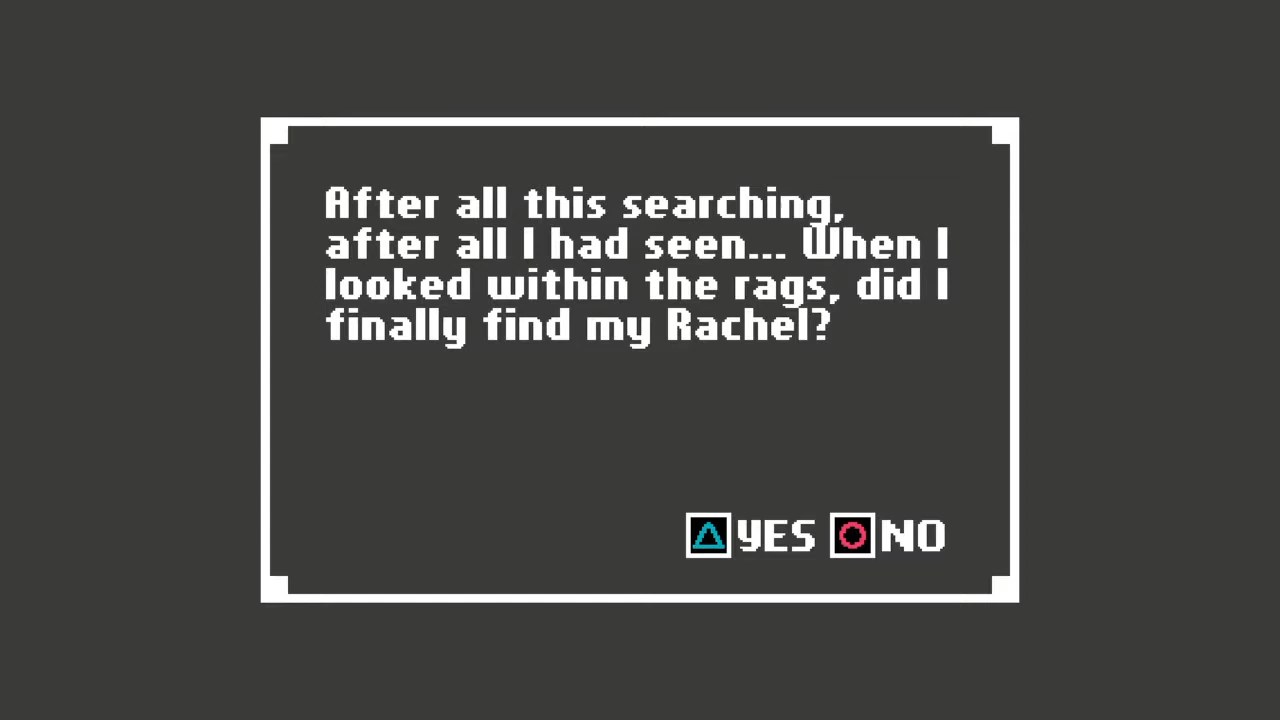 After all this searching,
after all I had seen... When I
looked within the rags, did I
finally find my Rachel?
YES NO